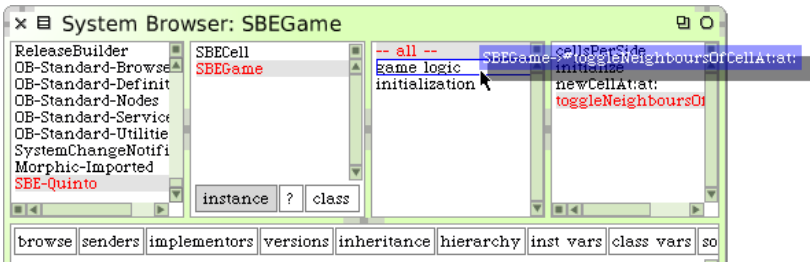 System Browser: SBEGame
ReleaseBuilder
OB-Standard-Browse
OB-Standard-Definit
OB-Standard-Nodes
OB-Standard-Service
OB-Standard-Utilitie
SystemChangeNotifi
Morphic-Imported
SBE-Quinto
SBECell
SBEGame
instance ? class
-- all --
game logic
initialization
SBEGame->#toggleNeighboursOfCellAt:at:
cellsPerSide
initialize
newCellAt:at:
toggleNeighboursOf
browse senders implementors versions inheritance hierarchy inst vars class vars so